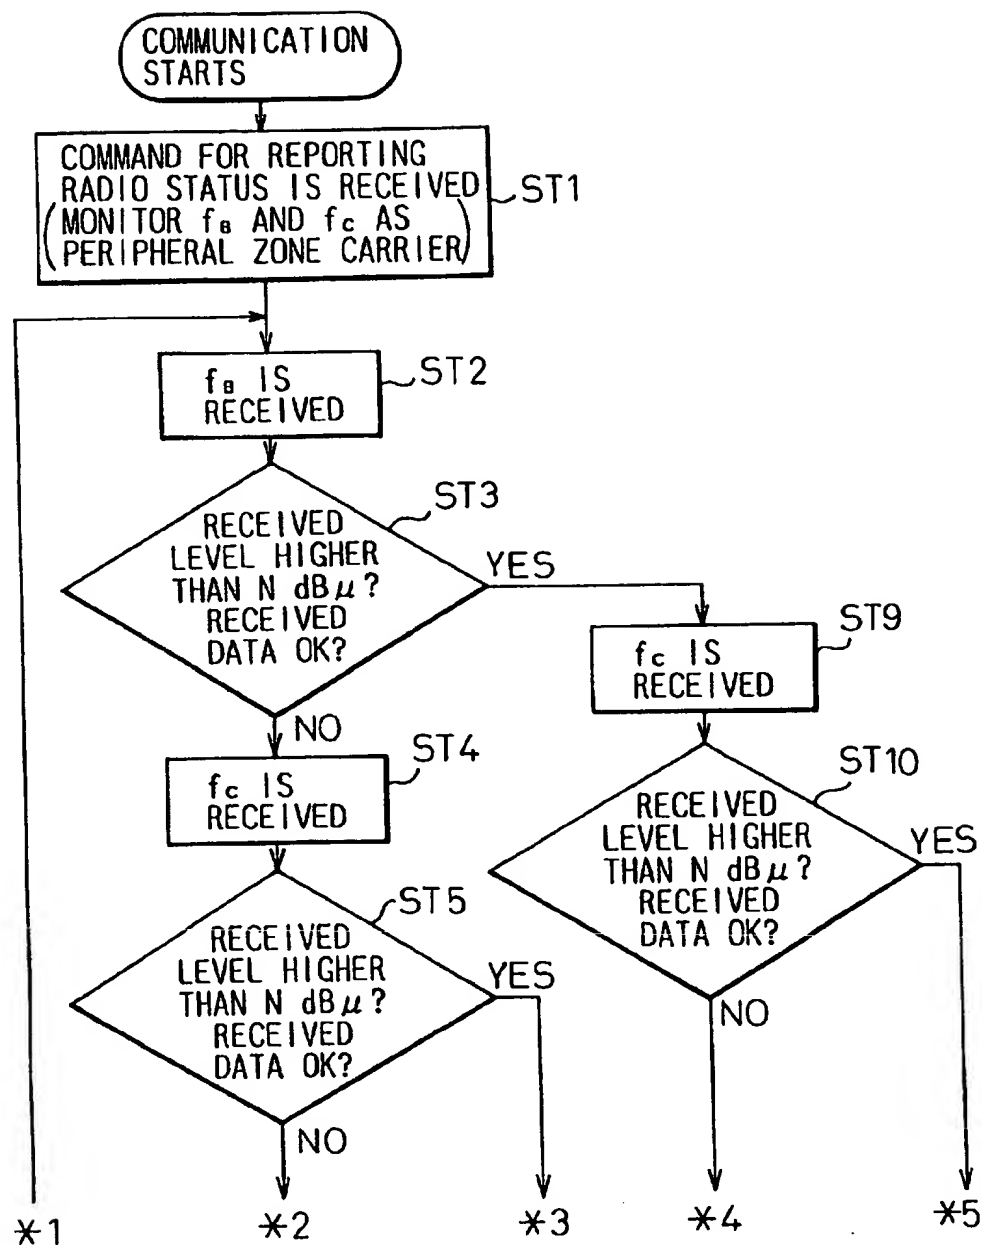 COMMUNICATION
STARTS
COMMAND FOR REPORTING
RADIO STATUS IS RECEIVED
(MONITOR fB AND fC AS
PERIPHERAL ZONE CARRIER)
ST1
fB IS
RECEIVED
ST2
RECEIVED
LEVEL HIGHER
THAN N dBμ?
RECEIVED
DATA OK?
ST3
YES
NO
fC IS
RECEIVED
ST9
fC IS
RECEIVED
ST4
RECEIVED
LEVEL HIGHER
THAN N dBμ?
RECEIVED
DATA OK?
ST10
YES
NO
RECEIVED
LEVEL HIGHER
THAN N dBμ?
RECEIVED
DATA OK?
ST5
YES
NO
*1
*2
*3
*4
*5